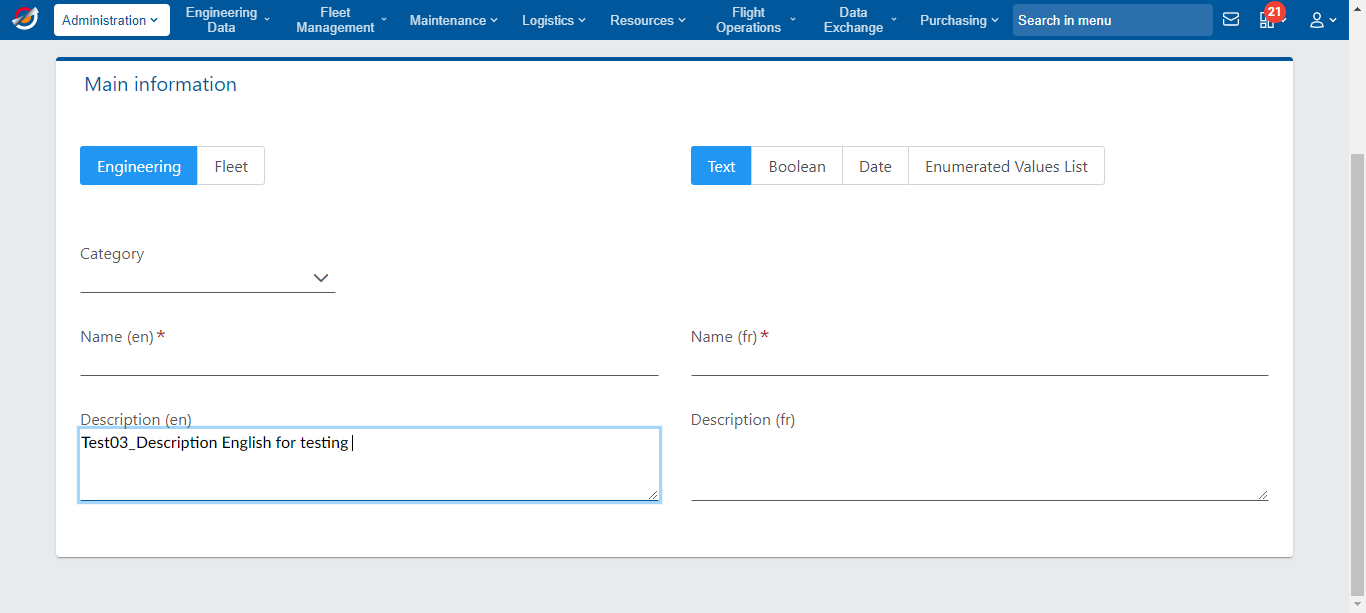 Administration
Engineering Data
Fleet Management
Maintenance
Logistics
Resources
Flight Operations
Data Exchange
Purchasing
Search in menu
21
Main information
Engineering Fleet
Text Boolean Date Enumerated Values List
Category
Name (en) *
Name (fr) *
Description (en)
Description (fr)
Test03_Description English for testing